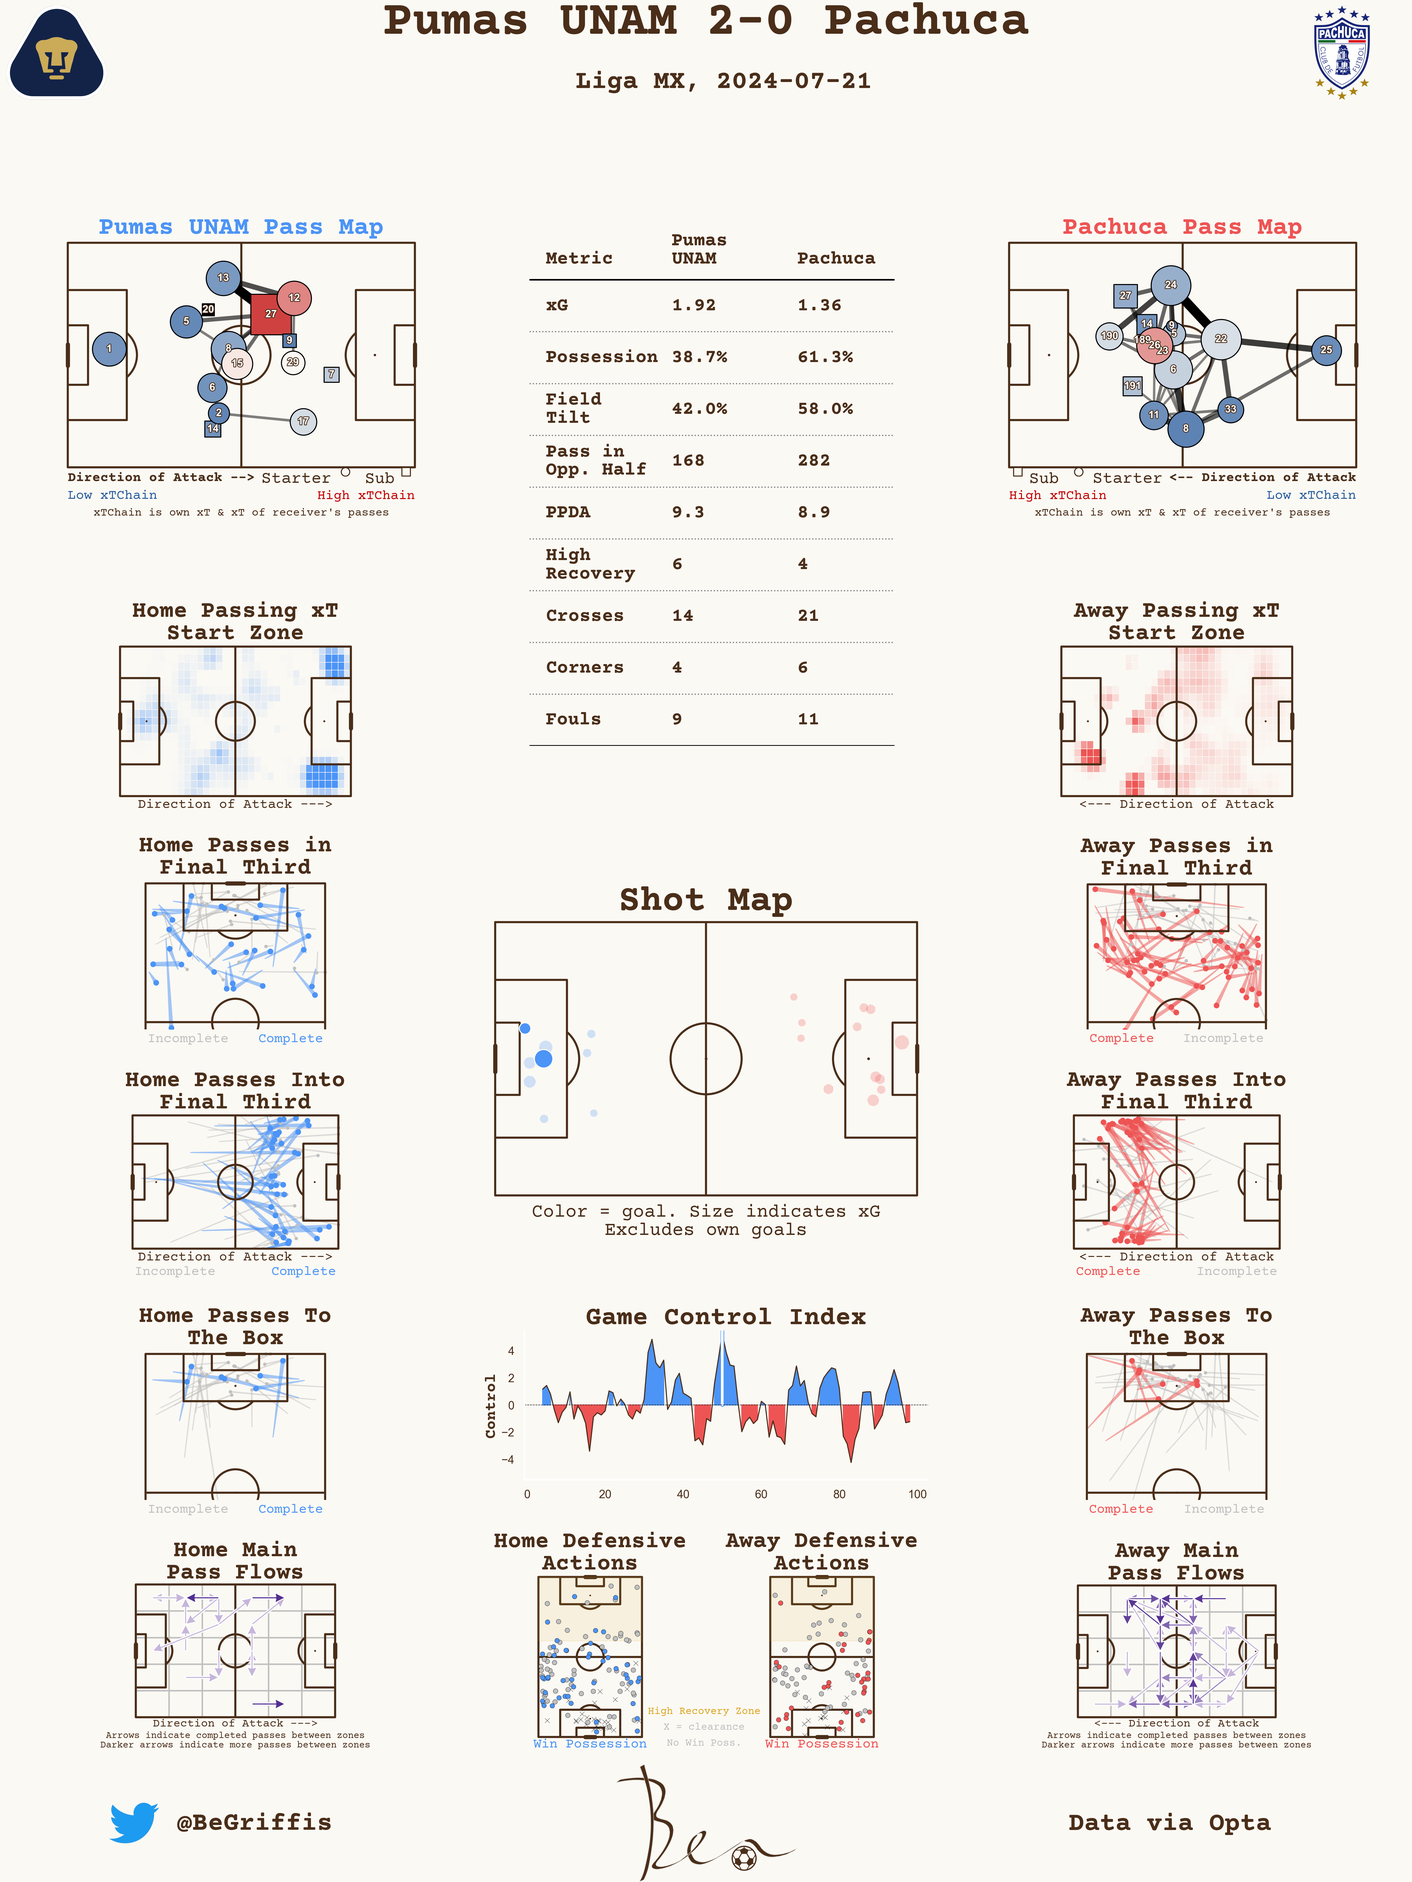 Pumas UNAM 2-0 Pachuca
Liga MX, 2024-07-21
PACHUCA
CLUB DE FUTBOL
Pumas UNAM Pass Map
13
12
20
27
5
9
1
8
15
29
7
6
2
14
17
Direction of Attack --> Starter Sub
Low xTChain High xTChain
xTChain is own xT & xT of receiver's passes
Metric Pumas UNAM Pachuca
xG 1.92 1.36
Possession 38.7% 61.3%
Field Tilt 42.0% 58.0%
Pass in Opp. Half 168 282
PPDA 9.3 8.9
High Recovery 6 4
Crosses 14 21
Corners 4 6
Fouls 9 11
Pachuca Pass Map
24
27
14
9
5
190
189
26
23
22
25
6
191
11
33
8
Sub Starter <-- Direction of Attack
High xTChain Low xTChain
xTChain is own xT & xT of receiver's passes
Home Passing xT
Start Zone
Direction of Attack --->
Away Passing xT
Start Zone
<--- Direction of Attack
Home Passes in
Final Third
Incomplete Complete
Away Passes in
Final Third
Complete Incomplete
Shot Map
Color = goal. Size indicates xG
Excludes own goals
Home Passes Into
Final Third
Direction of Attack --->
Incomplete Complete
Away Passes Into
Final Third
<--- Direction of Attack
Complete Incomplete
Home Passes To
The Box
Incomplete Complete
Game Control Index
Control
4
2
0
−2
−4
0 20 40 60 80 100
Away Passes To
The Box
Complete Incomplete
Home Main
Pass Flows
Direction of Attack --->
Arrows indicate completed passes between zones
Darker arrows indicate more passes between zones
Home Defensive
Actions
Win Possession
Away Defensive
Actions
Win Possession
High Recovery Zone
X = clearance
No Win Poss.
Away Main
Pass Flows
<--- Direction of Attack
Arrows indicate completed passes between zones
Darker arrows indicate more passes between zones
@BeGriffis
Ben
Data via Opta